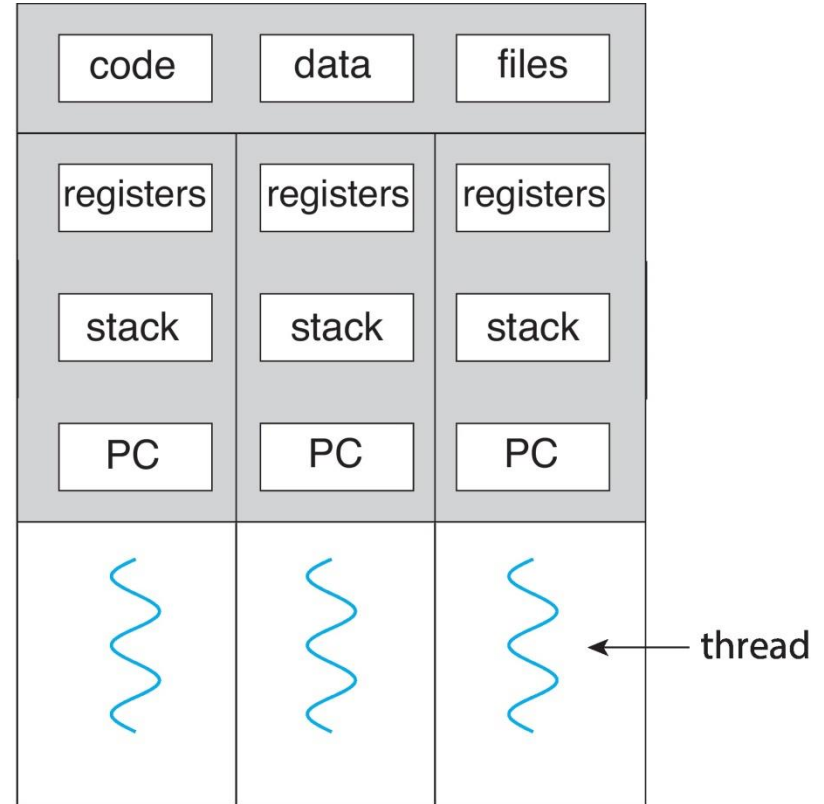 code data files
registers registers registers
stack stack stack
PC PC PC
thread